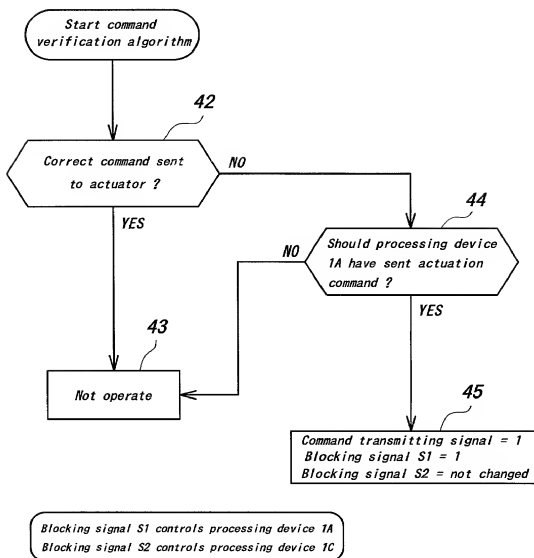 Start command
verification algorithm
42
Correct command sent
to actuator ?
NO
YES
44
Should processing device
1A have sent actuation
command ?
NO
YES
43
Not operate
45
Command transmitting signal = 1
Blocking signal S1 = 1
Blocking signal S2 = not changed
Blocking signal S1 controls processing device 1A
Blocking signal S2 controls processing device 1C